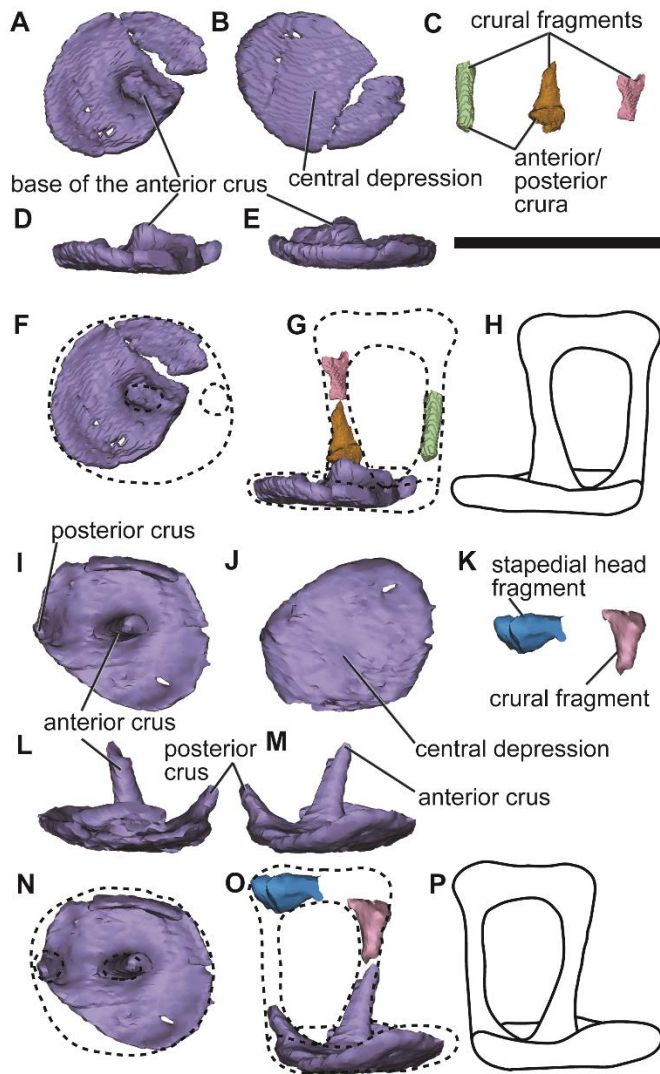 A
B
C
crural fragments
base of the anterior crus
central depression
anterior/
posterior
crura
D
E
F
G
H
posterior crus
I
J
K
stapedial head
fragment
anterior crus
crural fragment
L
posterior
crus
M
central depression
anterior crus
N
O
P